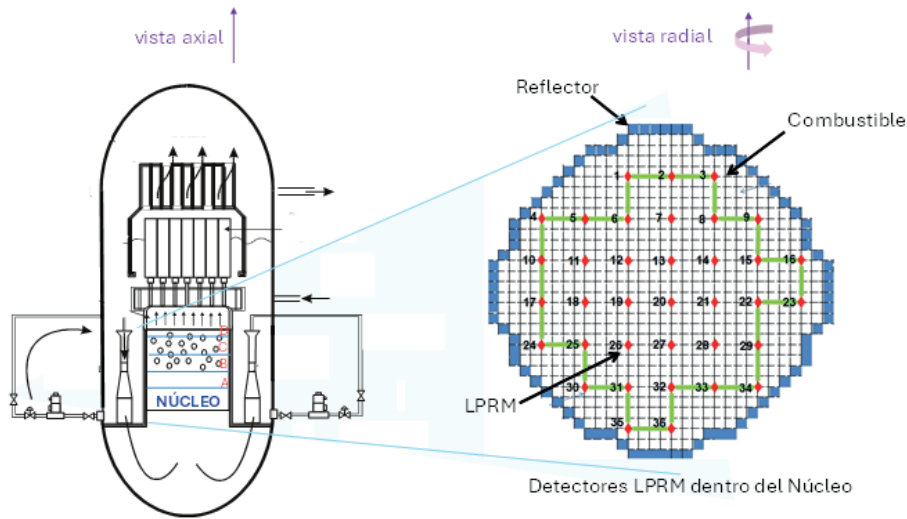 vista axial
vista radial
Reflector
Combustible
1 2 3
4 5 6 7 8 9
10 11 12 13 14 15 16
17 18 19 20 21 22 23
D
C
B
A
24 25 26 27 28 29
NÚCLEO
30 31 32 33 34
LPRM
35 36
Detectores LPRM dentro del Núcleo